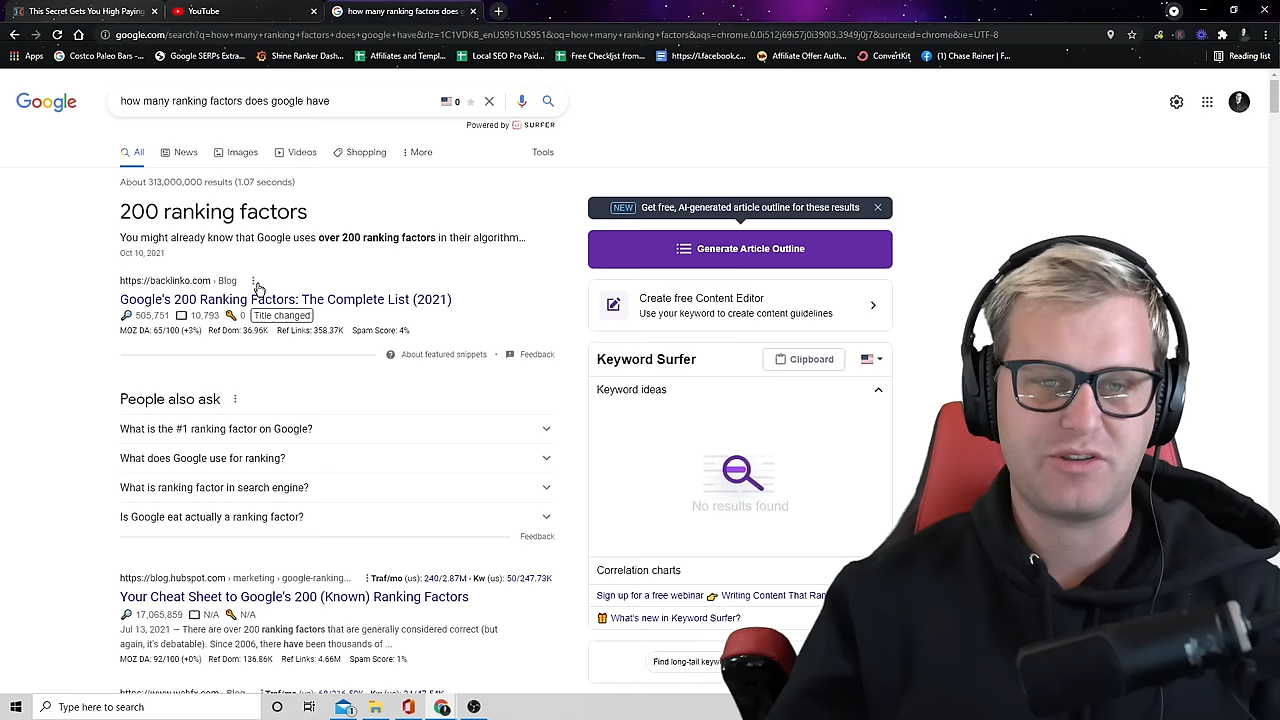 This Secret Gets You High Paying
YouTube
how many ranking factors does g
google.com/search?q=how+many+ranking+factors+does+google+have&rlz=1C1VDKB_enUS951US951&oq=how+many+ranking+factors&aqs=chrome.0.0i512j69i57j0i390l3.3949j0j7&sourceid=chrome&ie=UTF-8
Apps
Costco Paleo Bars -...
Google SERPs Extra...
Shine Ranker Dash...
Affiliates and Templ...
Local SEO Pro Paid...
Free Checklist from...
https://l.facebook.c...
Affiliate Offer: Auth...
ConvertKit
(1) Chase Reiner | F...
Reading list
Google
how many ranking factors does google have
0
Powered by SURFER
All
News
Images
Videos
Shopping
More
Tools
About 313,000,000 results (1.07 seconds)
200 ranking factors
You might already know that Google uses over 200 ranking factors in their algorithm...
Oct 10, 2021
https://backlinko.com › Blog
Google's 200 Ranking Factors: The Complete List (2021)
505,751 10,793 0 Title changed
MOZ DA: 65/100 (+3%) Ref Dom: 36.96K Ref Links: 358.37K Spam Score: 4%
About featured snippets • Feedback
People also ask
What is the #1 ranking factor on Google?
What does Google use for ranking?
What is ranking factor in search engine?
Is Google eat actually a ranking factor?
Feedback
https://blog.hubspot.com › marketing › google-ranking...
Traf/mo (us): 240/2.87M - Kw (us): 50/247.73K
Your Cheat Sheet to Google's 200 (Known) Ranking Factors
17,065,859 N/A N/A
Jul 13, 2021 — There are over 200 ranking factors that are generally considered correct (but
again, it's debatable). Since 2006, there have been thousands of ...
MOZ DA: 92/100 (+0%) Ref Dom: 136.86K Ref Links: 4.66M Spam Score: 1%
NEW Get free, AI-generated article outline for these results
Generate Article Outline
Create free Content Editor
Use your keyword to create content guidelines
Keyword Surfer
Clipboard
Keyword ideas
No results found
Correlation charts
Sign up for a free webinar 👉 Writing Content That Ran
What's new in Keyword Surfer?
Find long-tail keyw
Type here to search